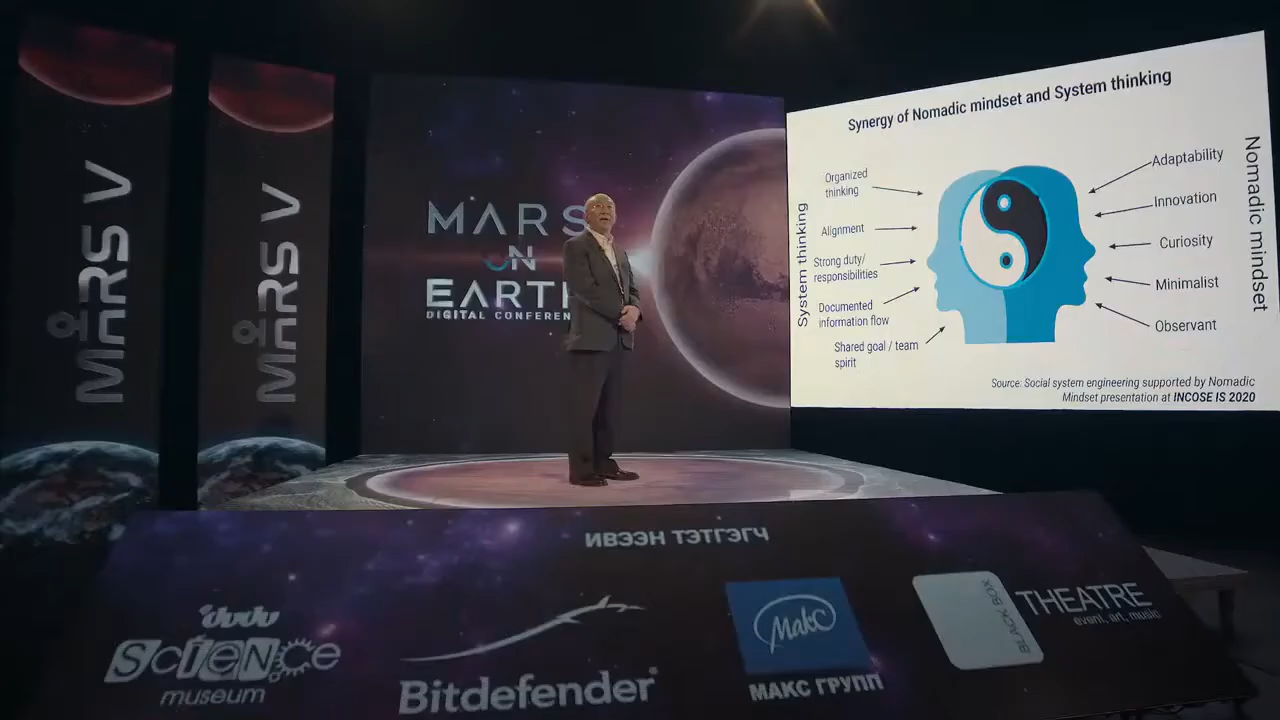 MARS V
MARS V
MARS
ON
EARTH
DIGITAL CONFEREN
Synergy of Nomadic mindset and System thinking
System thinking
Organized
thinking
Alignment
Strong duty/
responsibilities
Documented
information flow
Shared goal / team
spirit
Adaptability
Innovation
Curiosity
Minimalist
Observant
Nomadic mindset
Source: Social system engineering supported by Nomadic
Mindset presentation at INCOSE IS 2020
ИВЭЭН ТЭТГЭГЧ
SCIENCE
museum
Bitdefender®
МакС
МАКС ГРУПП
BLACK BOX
THEATRE
event, art, music